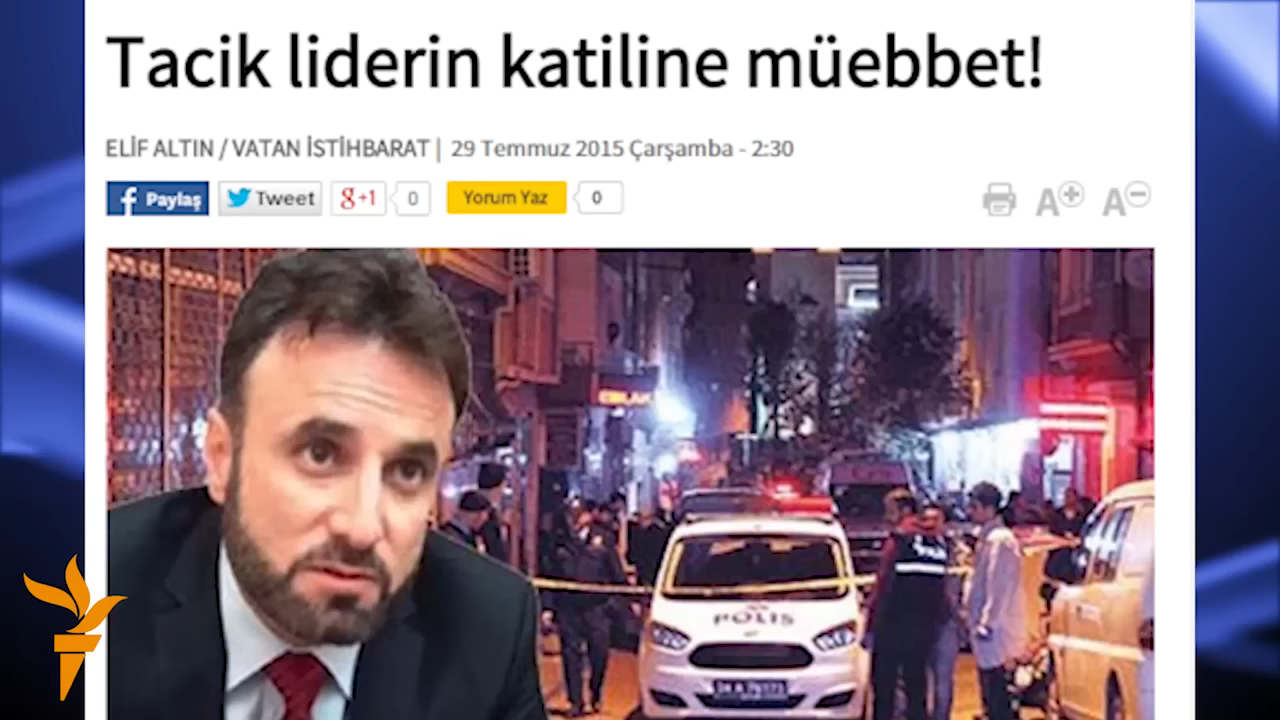 Tacik liderin katiline müebbet!
ELİF ALTIN / VATAN İSTİHBARAT | 29 Temmuz 2015 Çarşamba - 2:30
f Paylaş Tweet g+1 0 Yorum Yaz 0 A+ A-
EMLAK
POLİS